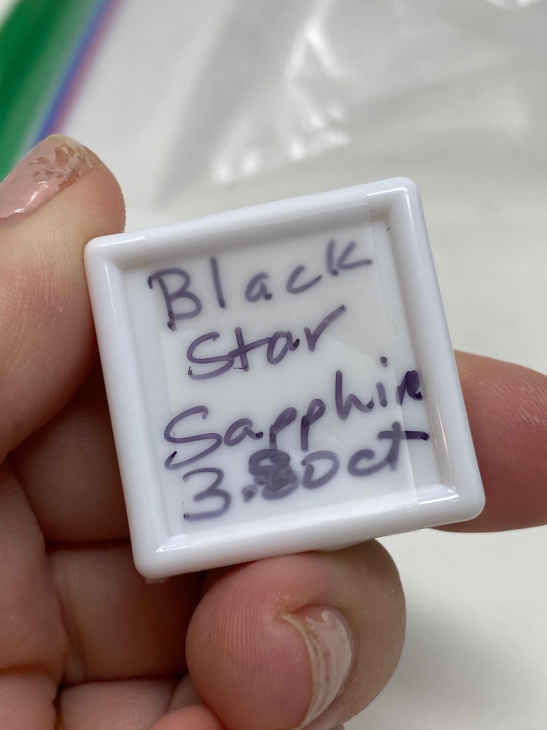 Black
Star
Sapphire
3.80ct